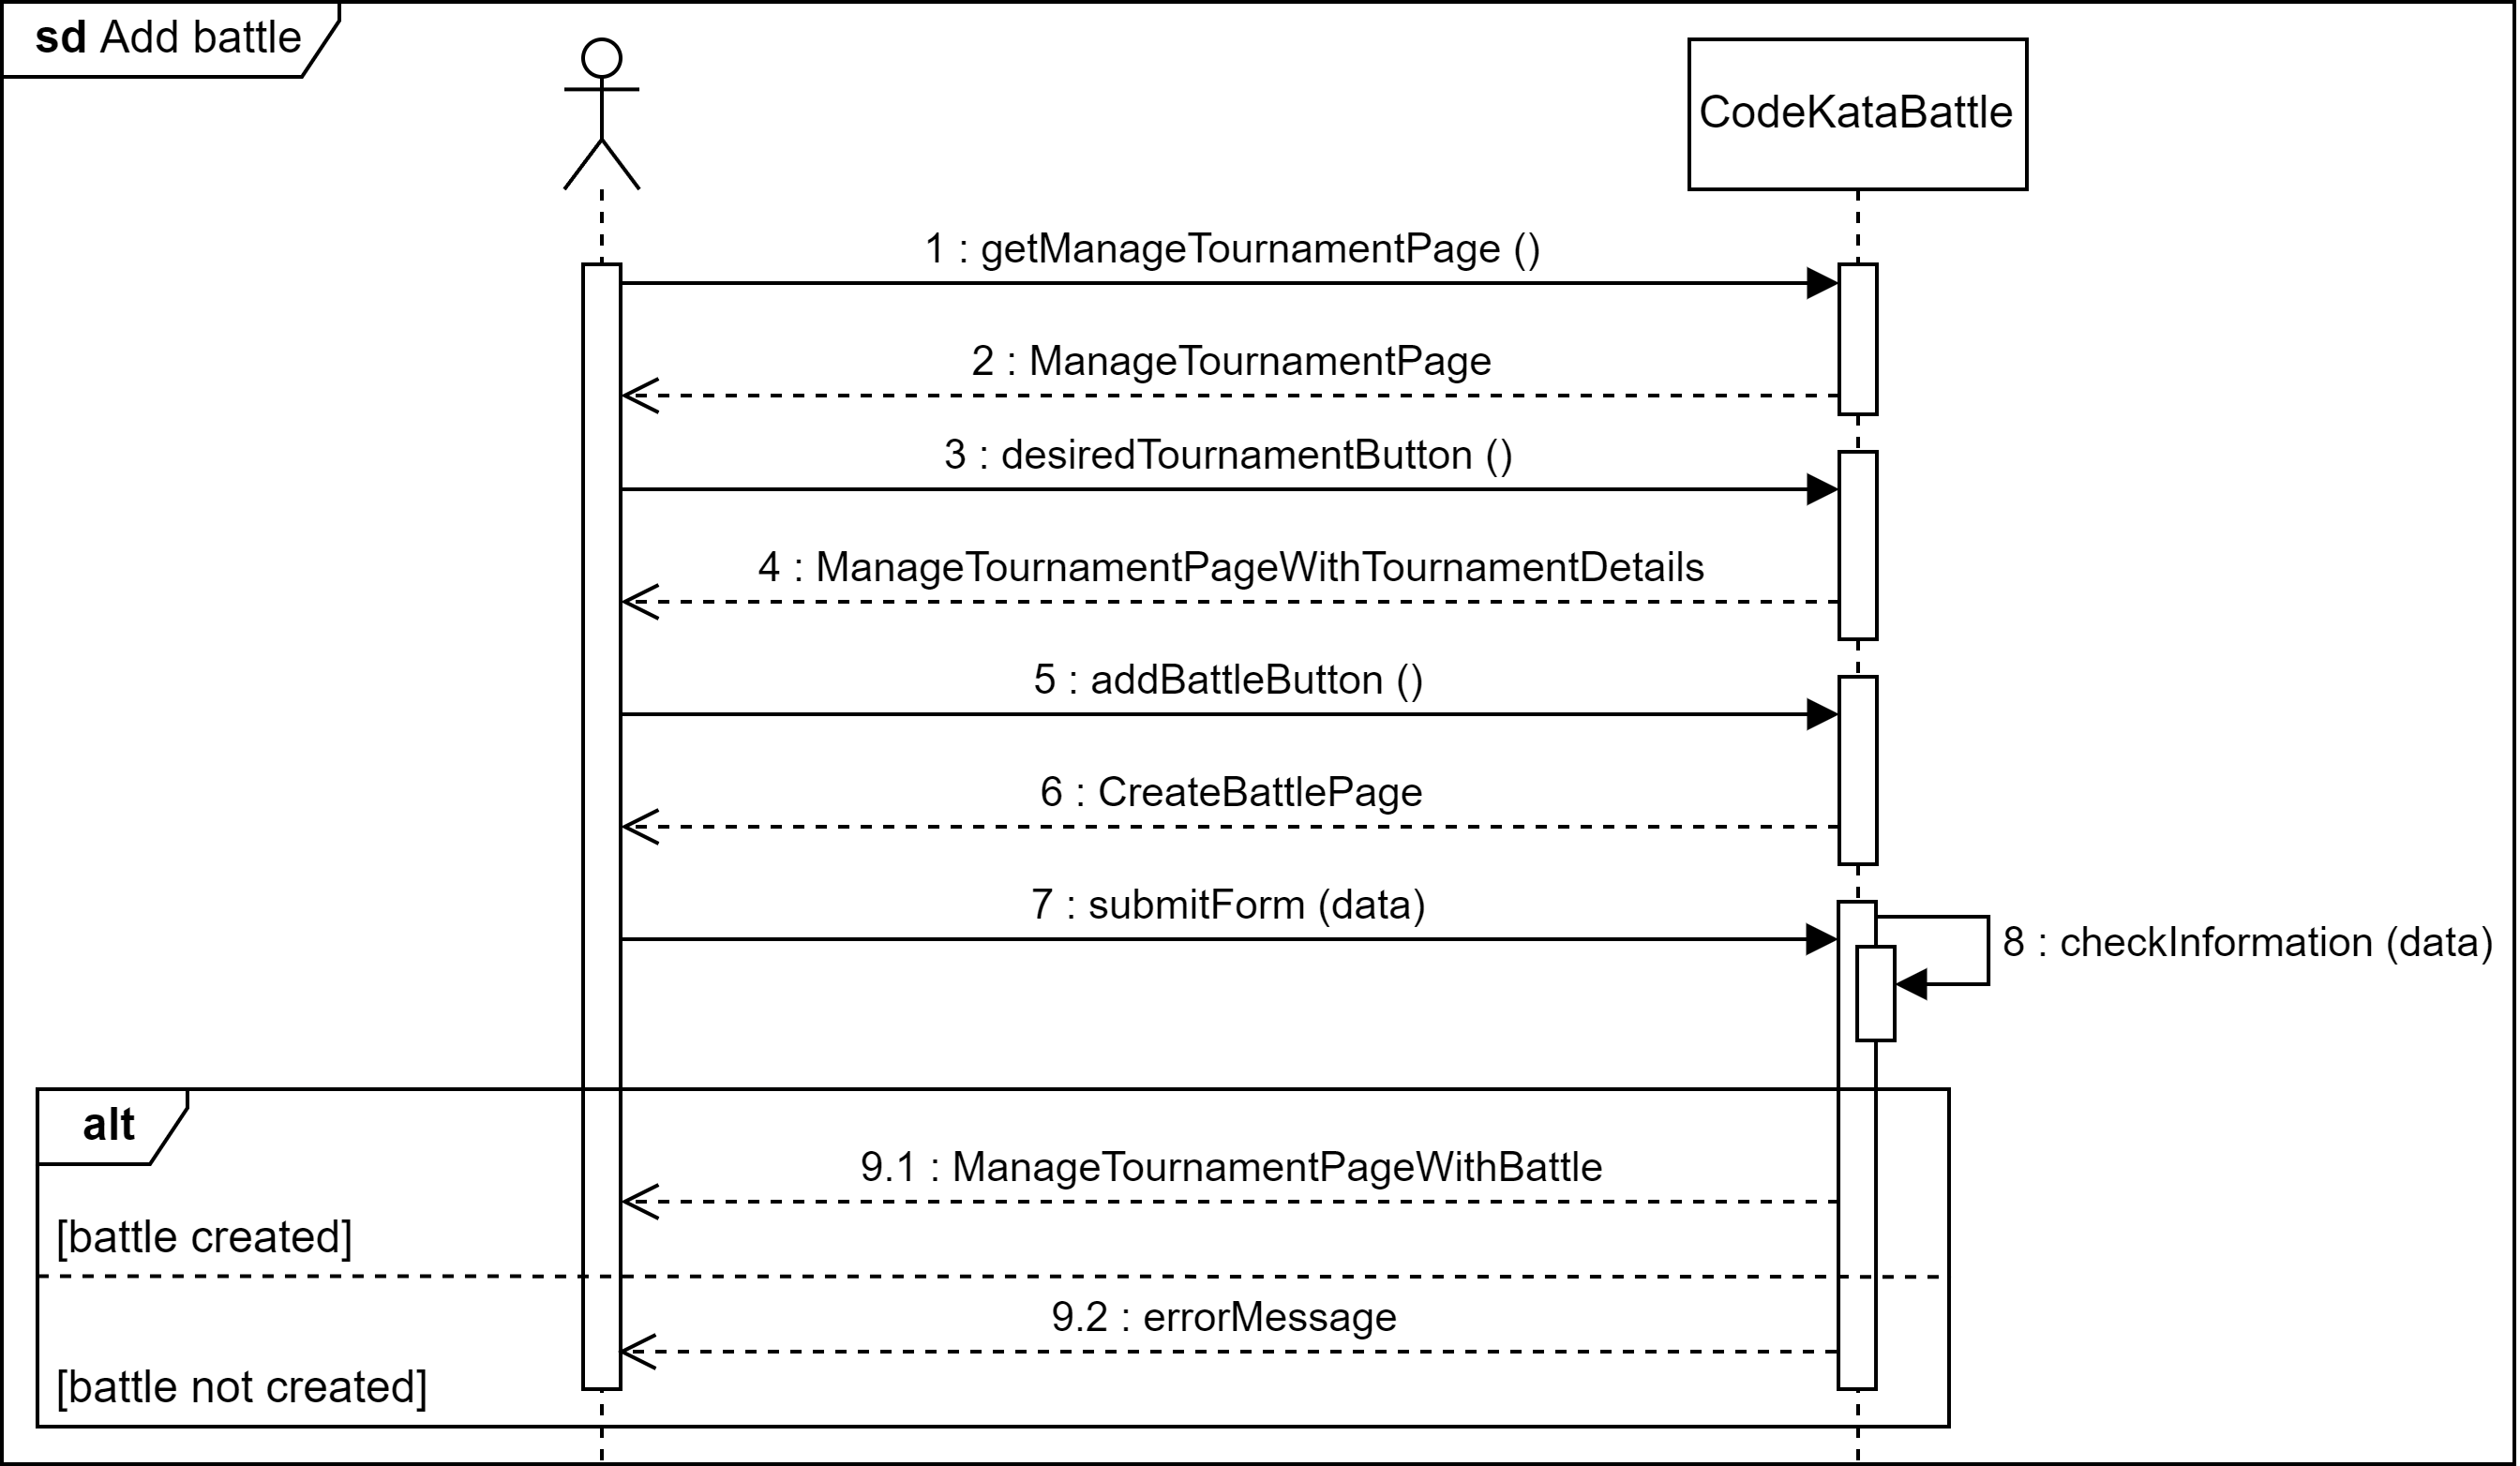 sd Add battle
CodeKataBattle
1 : getManageTournamentPage ()
2 : ManageTournamentPage
3 : desiredTournamentButton ()
4 : ManageTournamentPageWithTournamentDetails
5 : addBattleButton ()
6 : CreateBattlePage
7 : submitForm (data)
8 : checkInformation (data)
alt
9.1 : ManageTournamentPageWithBattle
[battle created]
9.2 : errorMessage
[battle not created]